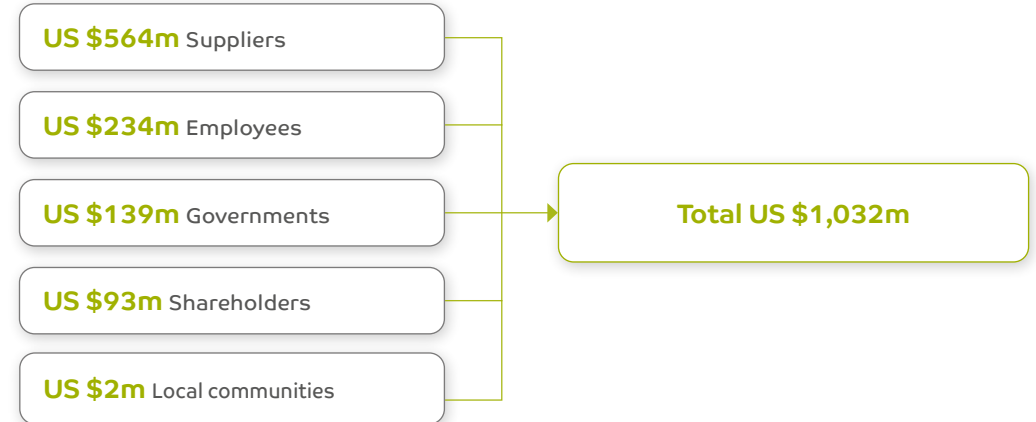 US $564m Suppliers
US $234m Employees
US $139m Governments
US $93m Shareholders
US $2m Local communities
Total US $1,032m